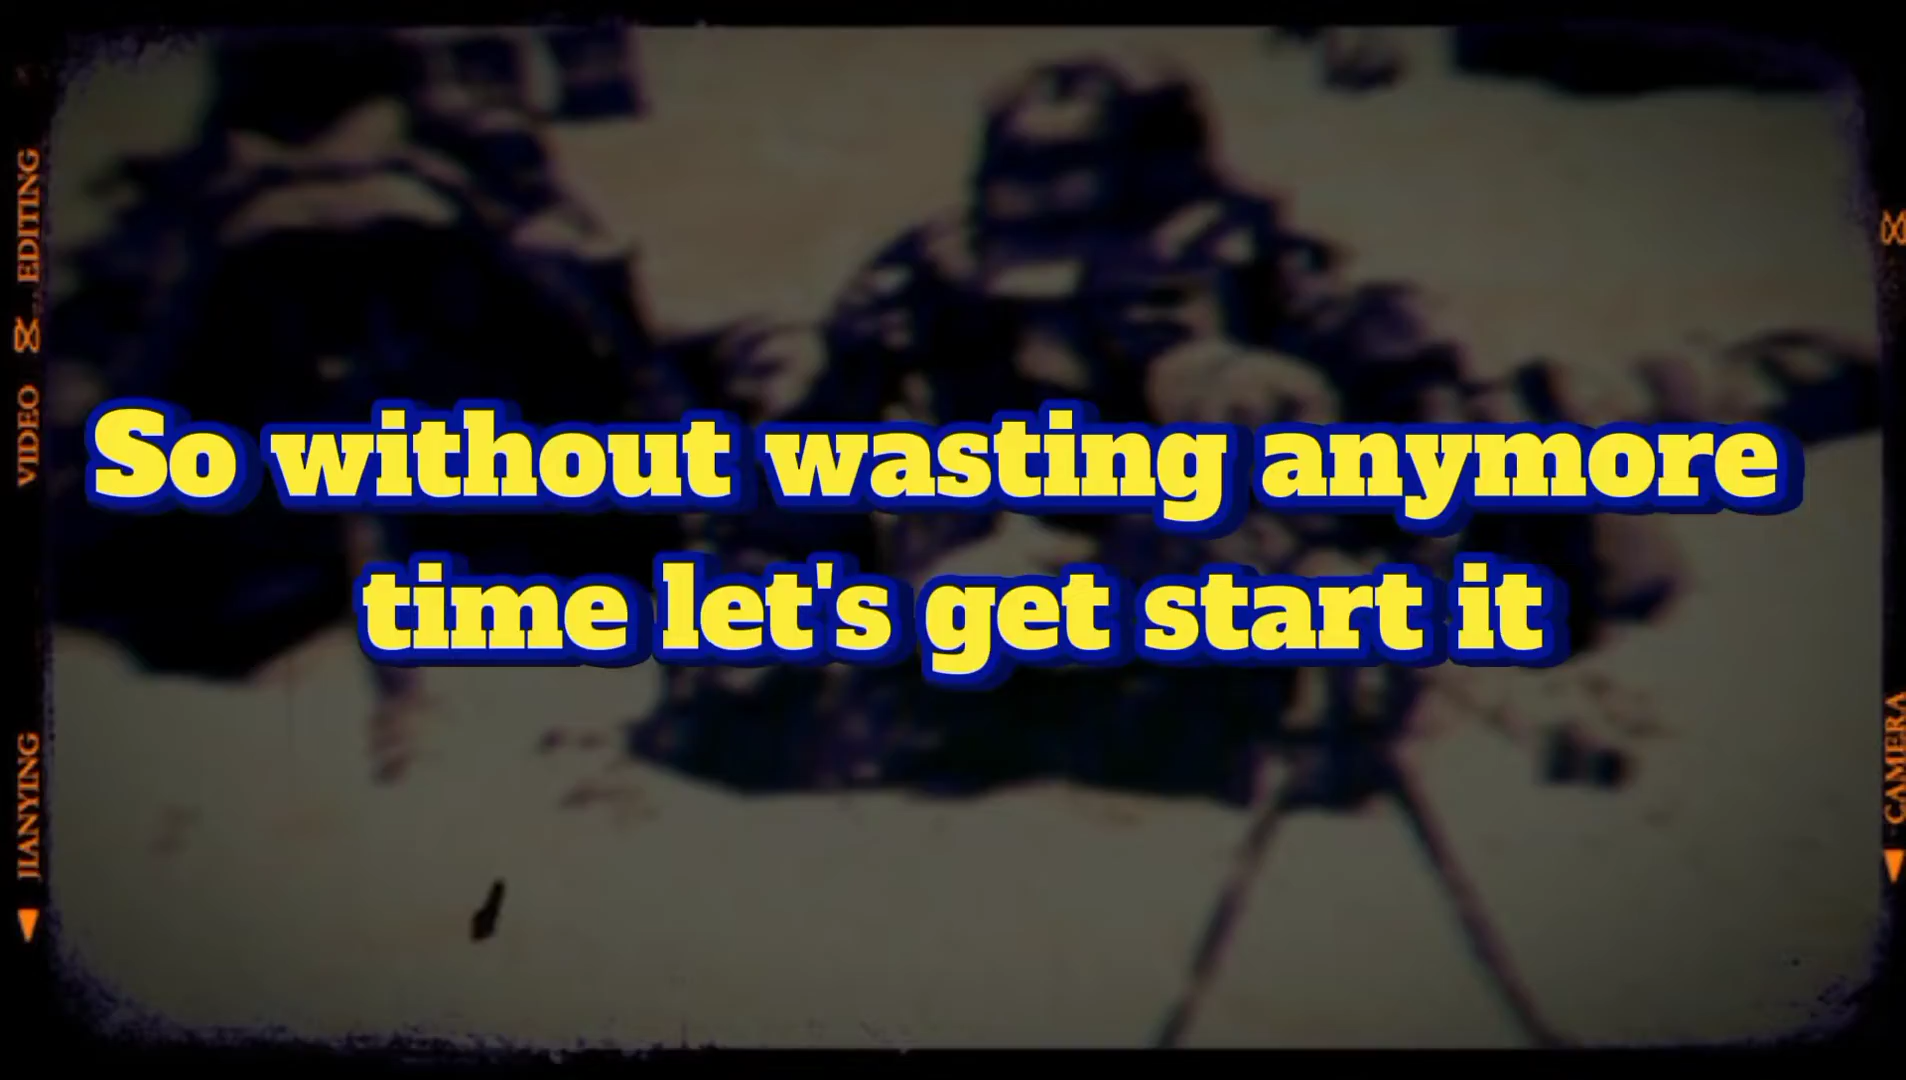 So without wasting anymore
time let's get start it
VIDEO
EDITING
JIANYING
CAMERA